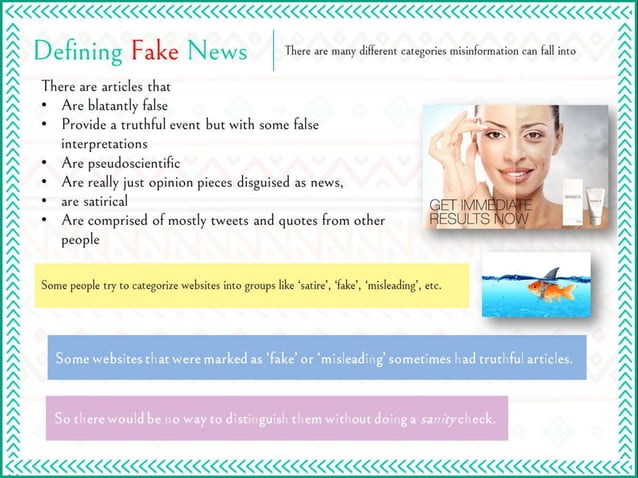 Defining Fake News
There are many different categories misinformation can fall into
There are articles that
• Are blatantly false
• Provide a truthful event but with some false
interpretations
• Are pseudoscientific
• Are really just opinion pieces disguised as news,
• are satirical
• Are comprised of mostly tweets and quotes from other
people
GET IMMEDIATE
RESULTS NOW
Some people try to categorize websites into groups like ‘satire’, ‘fake’, ‘misleading’, etc.
Some websites that were marked as ‘fake’ or ‘misleading’ sometimes had truthful articles.
So there would be no way to distinguish them without doing a sanity check.